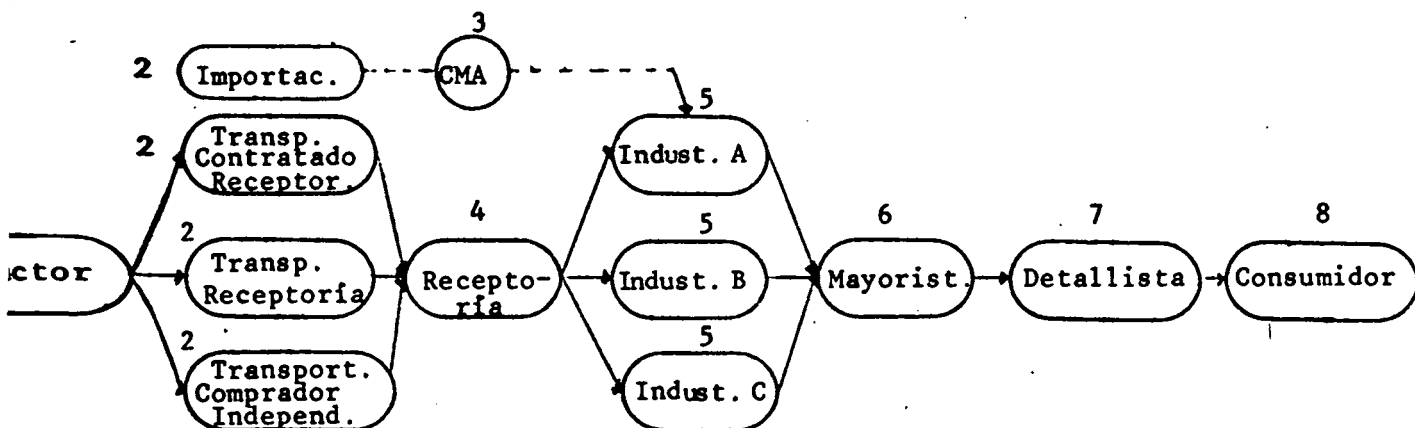 3
2
Importac.
CMA
5
2
Transp.
Contratado
Receptor.
Indust. A
4
2
5
6
7
8
ctor
Transp.
Receptoría
Recepto-
ría
Indust. B
Mayorist.
Detallista
Consumidor
2
5
Transport.
Comprador
Independ.
Indust. C